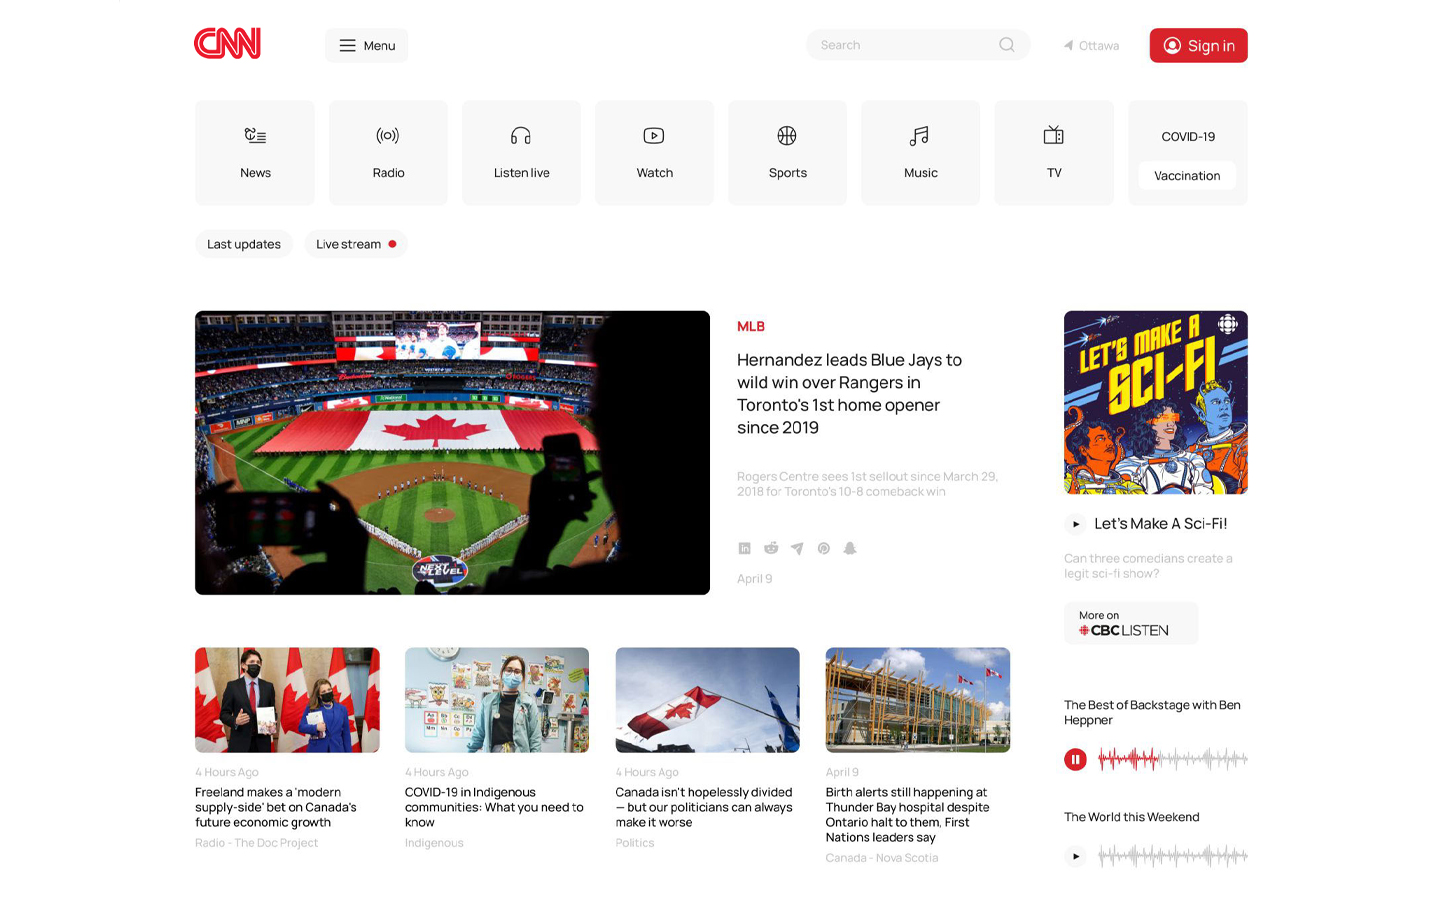 CNN
Menu
Search
Ottawa
Sign in
News
Radio
Listen live
Watch
Sports
Music
TV
COVID-19
Vaccination
Last updates
Live stream
MLB
Hernandez leads Blue Jays to
wild win over Rangers in
Toronto's 1st home opener
since 2019
Rogers Centre sees 1st sellout since March 29,
2018 for Toronto's 10-8 comeback win
April 9
NEXT
LEVEL
LET'S MAKE A
SCI-FI
Let's Make A Sci-Fi!
Can three comedians create a
legit sci-fi show?
More on
CBC LISTEN
4 Hours Ago
Freeland makes a 'modern
supply-side' bet on Canada's
future economic growth
Radio - The Doc Project
4 Hours Ago
COVID-19 in Indigenous
communities: What you need to
know
Indigenous
4 Hours Ago
Canada isn't hopelessly divided
— but our politicians can always
make it worse
Politics
April 9
Birth alerts still happening at
Thunder Bay hospital despite
Ontario halt to them, First
Nations leaders say
Canada - Nova Scotia
The Best of Backstage with Ben
Heppner
The World this Weekend